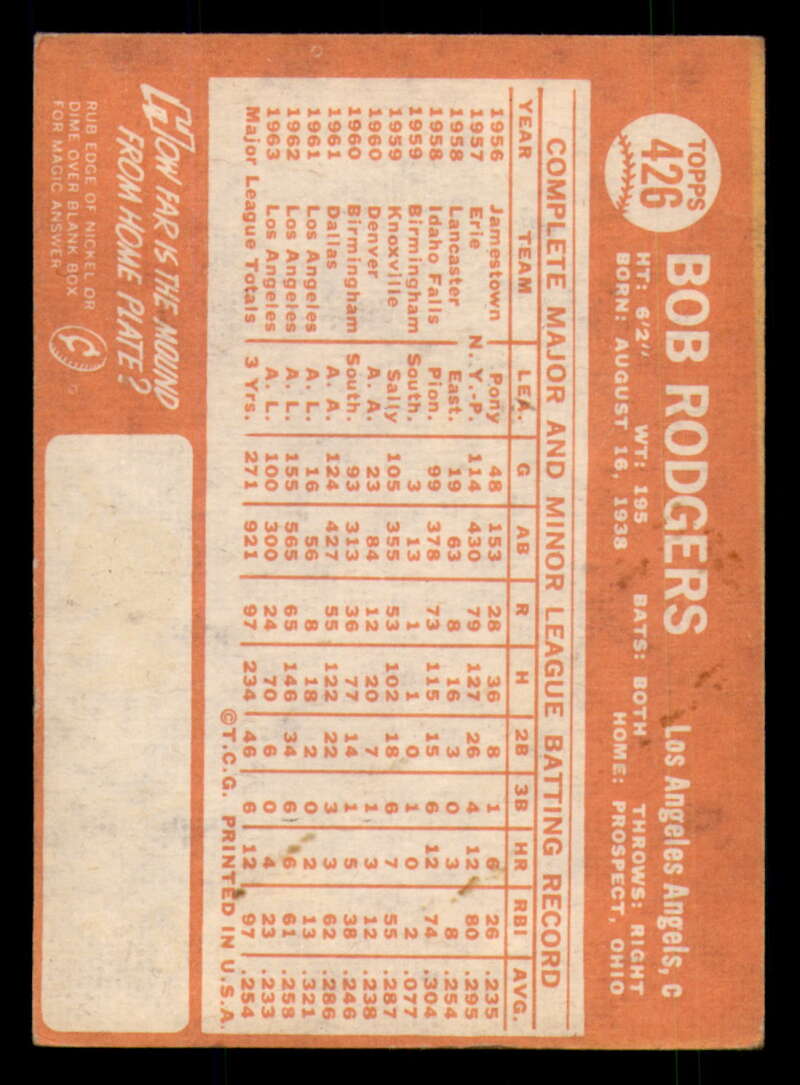 TOPPS
426
BOB RODGERS Los Angeles Angels, c
HT: 6'2" WT: 195 BATS: BOTH THROWS: RIGHT
BORN: AUGUST 16, 1938 HOME: PROSPECT, OHIO
COMPLETE MAJOR AND MINOR LEAGUE BATTING RECORD
YEAR TEAM LEA. G AB R H 2B 3B HR RBI AVG.
1956 Jamestown Pony 48 153 28 36 8 1 6 26 .235
1957 Erie N.Y.-P. 114 430 79 127 26 4 12 80 .295
1958 Lancaster East. 19 63 8 16 3 0 3 8 .254
1958 Idaho Falls Pion. 99 378 73 115 15 6 12 74 .304
1959 Birmingham South. 3 13 1 1 0 1 0 2 .077
1959 Knoxville Sally 105 355 53 102 18 6 7 55 .287
1960 Denver A. A. 23 84 12 20 7 1 3 12 .238
1960 Birmingham South. 93 313 36 77 14 1 5 38 .246
1961 Dallas A. A. 124 427 55 122 22 3 3 62 .286
1961 Los Angeles A. L. 16 56 8 18 2 0 2 13 .321
1962 Los Angeles A. L. 155 565 65 146 34 6 6 61 .258
1963 Los Angeles A. L. 100 300 24 70 6 0 4 23 .233
Major League Totals 3 Yrs. 271 921 97 234 46 6 12 97 .254
©T.C.G. PRINTED IN U.S.A.
HOW FAR IS THE MOUND
FROM HOME PLATE?
RUB EDGE OF NICKEL OR
DIME OVER BLANK BOX
FOR MAGIC ANSWER